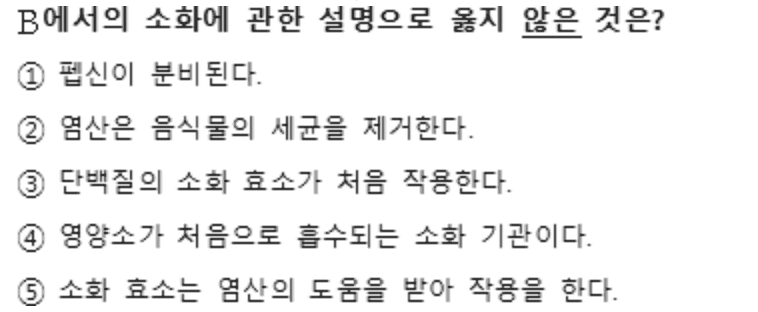 B에서의 소화에 관한 설명으로 옳지 않은 것은?
① 펩신이 분비된다.
② 염산은 음식물의 세균을 제거한다.
③ 단백질의 소화 효소가 처음 작용한다.
④ 영양소가 처음으로 흡수되는 소화 기관이다.
⑤ 소화 효소는 염산의 도움을 받아 작용을 한다.